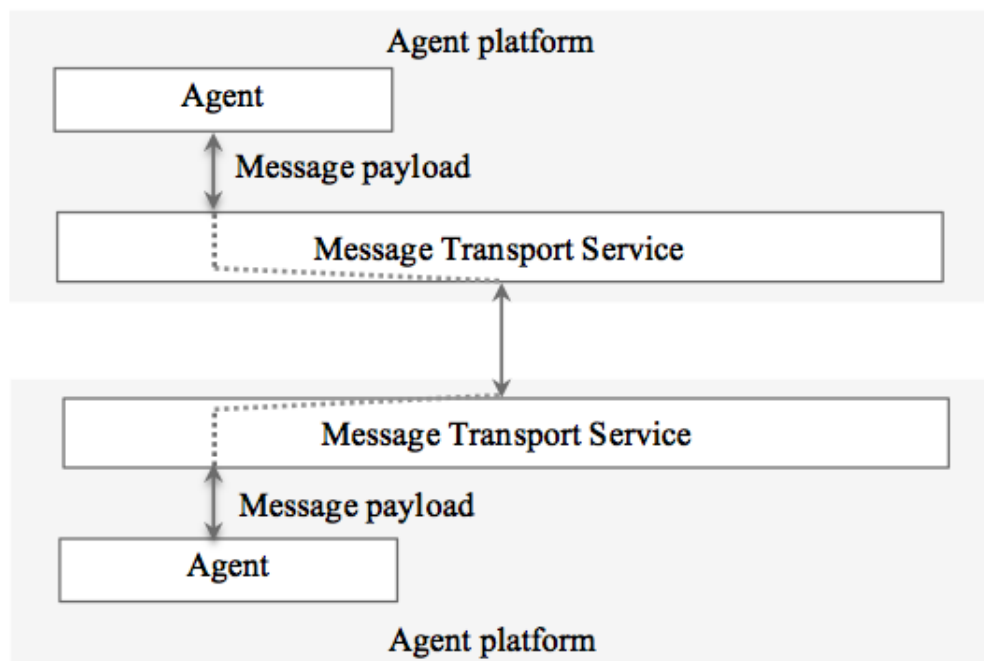 Agent platform
Agent
Message payload
Message Transport Service
Message Transport Service
Message payload
Agent
Agent platform